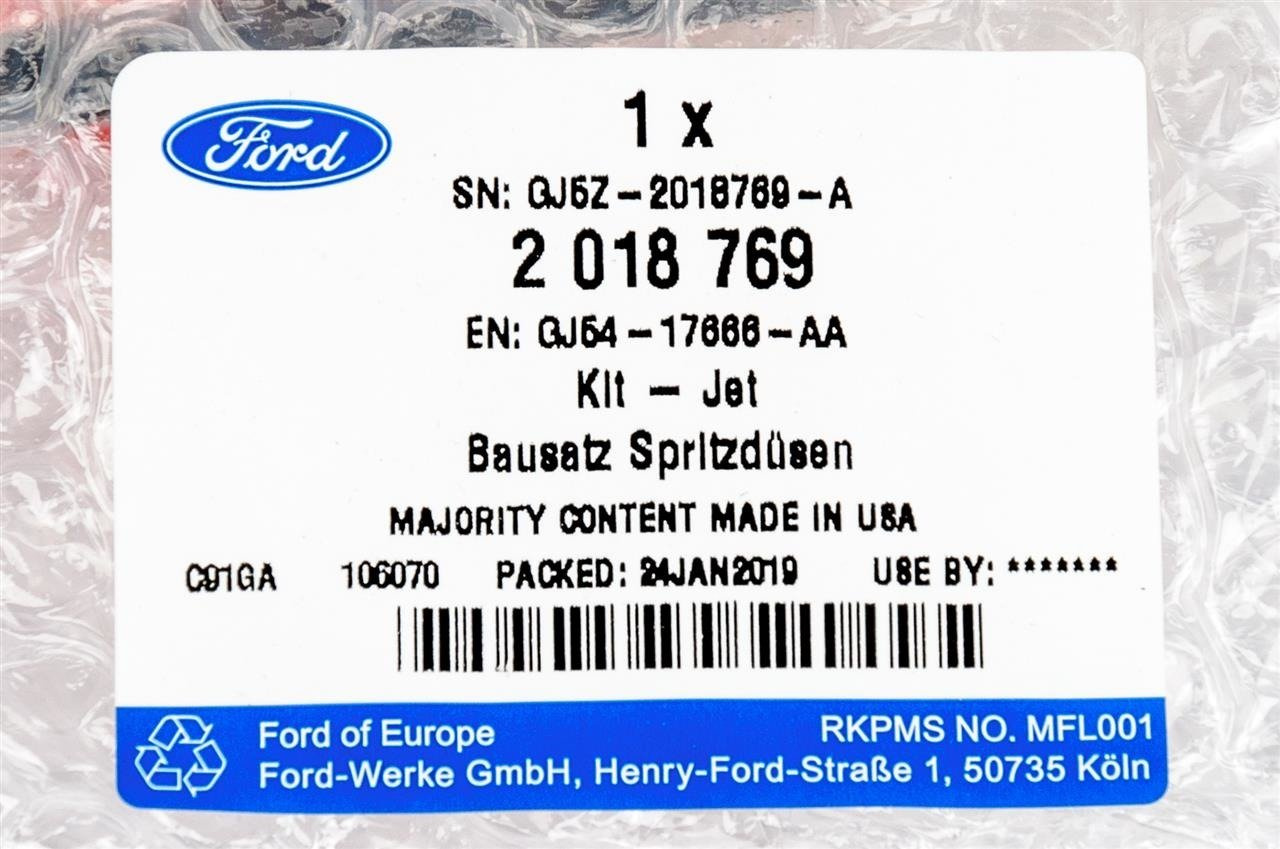 Ford
1 x
SN: GJ5Z-2018769-A
2 018 769
EN: GJ54-17666-AA
Kit - Jet
Bausatz Spritzdüsen
MAJORITY CONTENT MADE IN USA
C91GA 106070 PACKED: 24JAN2019 USE BY: *******
Ford of Europe RKPMS NO. MFL001
Ford-Werke GmbH, Henry-Ford-Straße 1, 50735 Köln